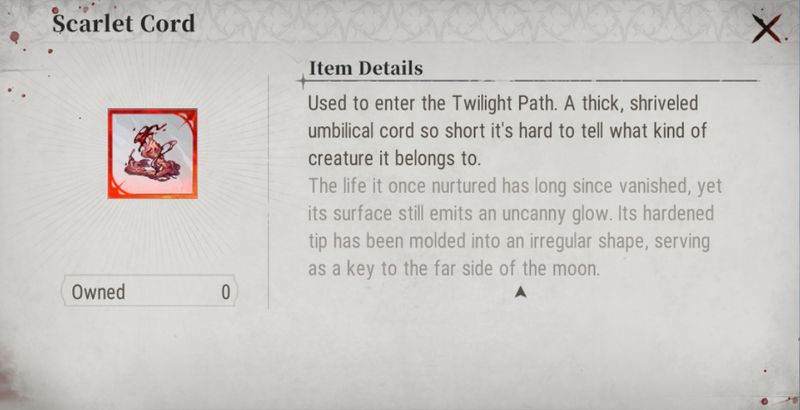 Scarlet Cord
Item Details
Used to enter the Twilight Path. A thick, shriveled
umbilical cord so short it's hard to tell what kind of
creature it belongs to.
The life it once nurtured has long since vanished, yet
its surface still emits an uncanny glow. Its hardened
tip has been molded into an irregular shape, serving
as a key to the far side of the moon.
Owned 0